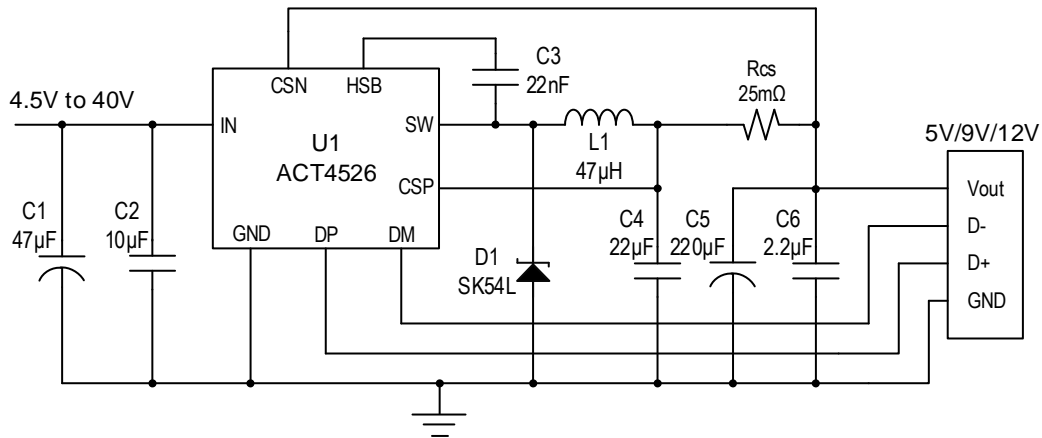 CSN
HSB
C3
22nF
Rcs
25mΩ
4.5V to 40V
IN
SW
U1
ACT4526
L1
47µH
5V/9V/12V
CSP
Vout
C1
47µF
C2
10µF
GND
DP
DM
D1
SK54L
C4
22µF
C5
220µF
C6
2.2µF
D-
D+
GND